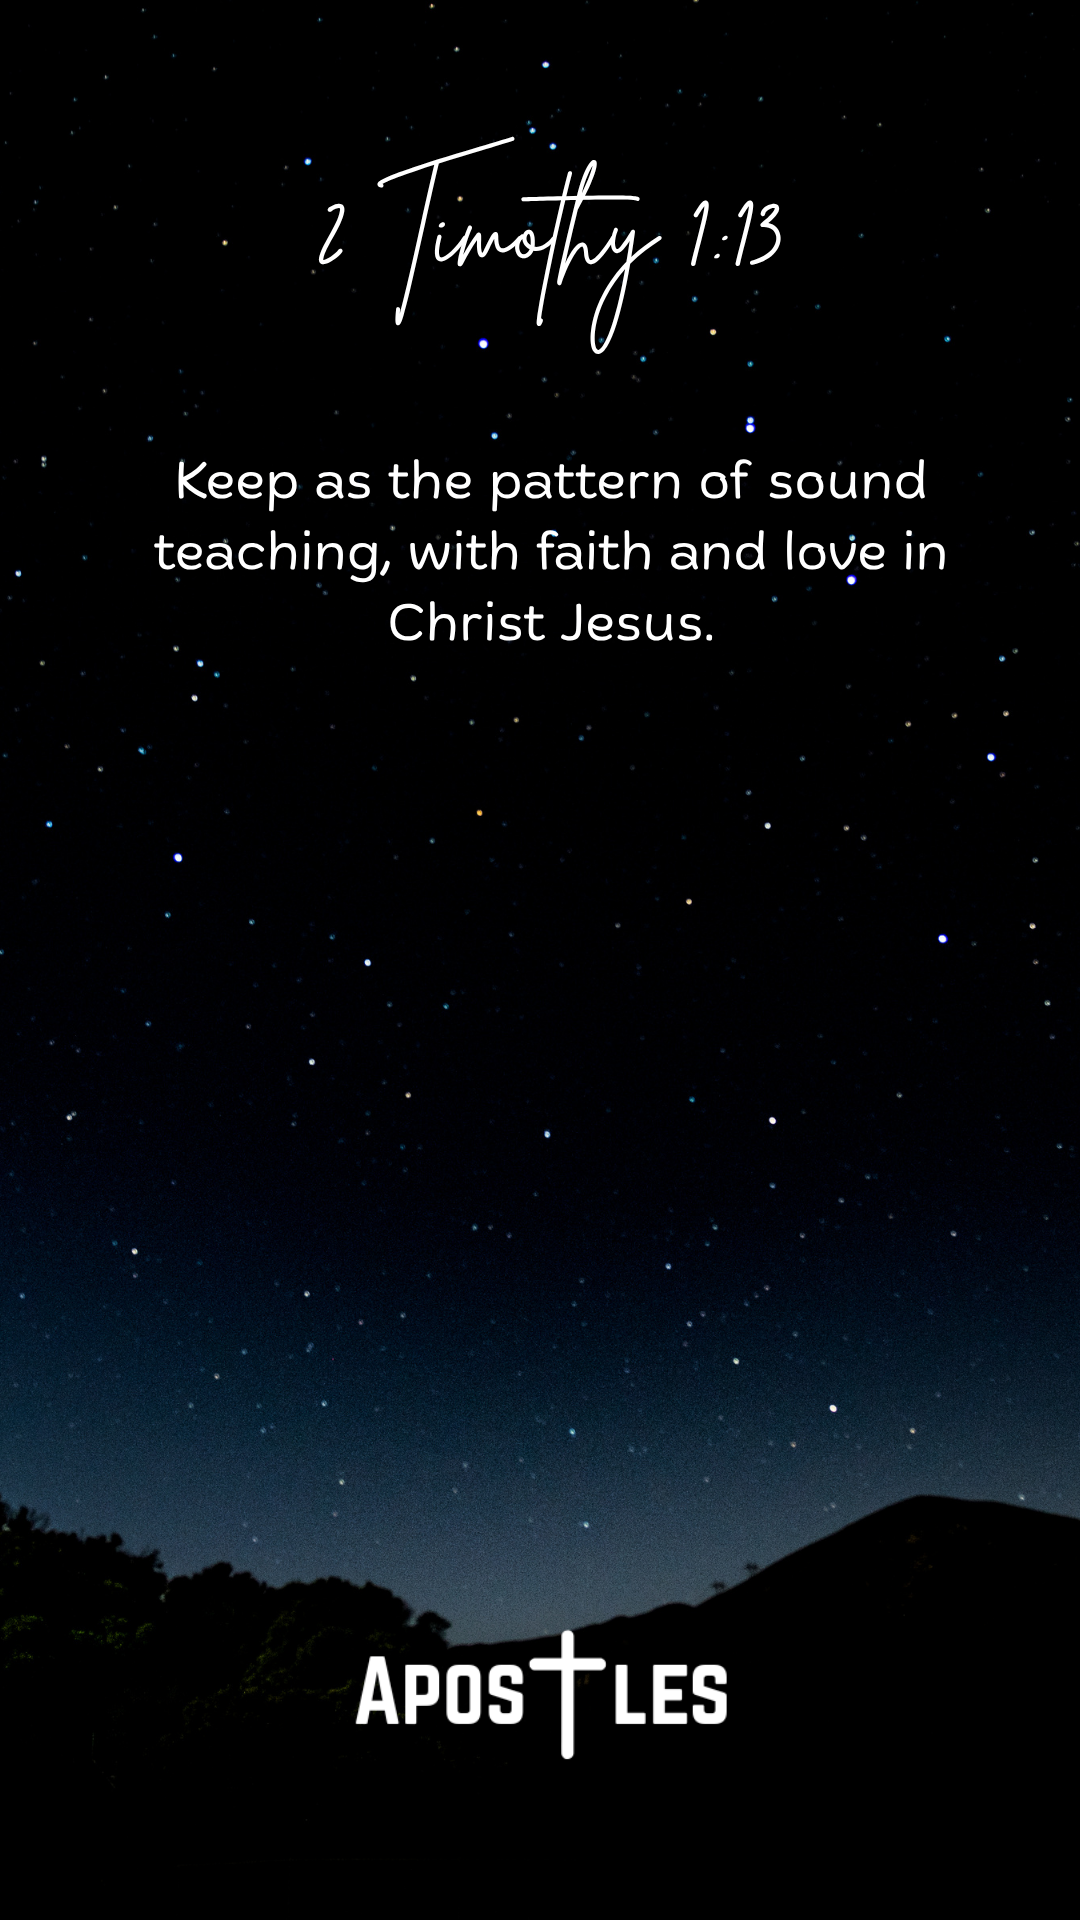 2 Timothy 1:13
Keep as the pattern of sound
teaching, with faith and love in
Christ Jesus.
APOSTLES